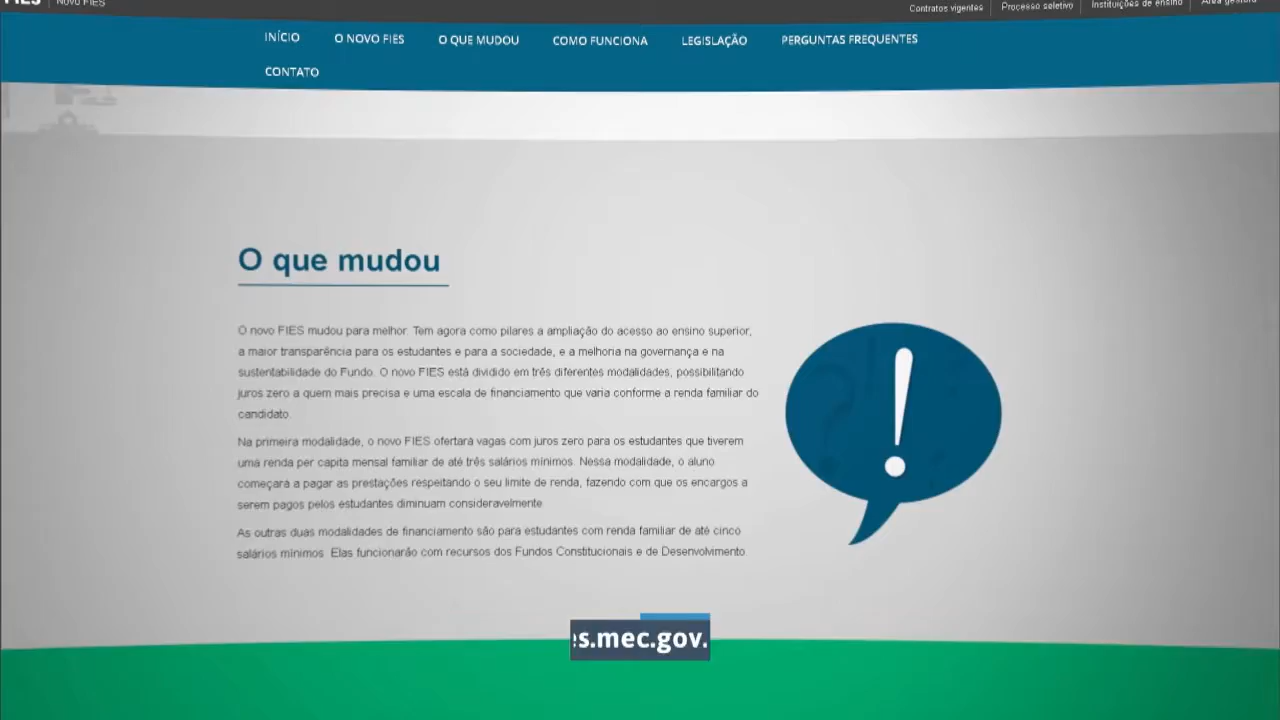 FIES | Novo FIES
Contratos vigentes | Processo seletivo | Instituições de ensino | Área gestora
INÍCIO O NOVO FIES O QUE MUDOU COMO FUNCIONA LEGISLAÇÃO PERGUNTAS FREQUENTES
CONTATO
O que mudou
O novo FIES mudou para melhor. Tem agora como pilares a ampliação do acesso ao ensino superior,
a maior transparência para os estudantes e para a sociedade, e a melhoria na governança e na
sustentabilidade do Fundo. O novo FIES está dividido em três diferentes modalidades, possibilitando
juros zero a quem mais precisa e uma escala de financiamento que varia conforme a renda familiar do
candidato.
Na primeira modalidade, o novo FIES ofertará vagas com juros zero para os estudantes que tiverem
uma renda per capita mensal familiar de até três salários mínimos. Nessa modalidade, o aluno
começará a pagar as prestações respeitando o seu limite de renda, fazendo com que os encargos a
serem pagos pelos estudantes diminuam consideravelmente.
As outras duas modalidades de financiamento são para estudantes com renda familiar de até cinco
salários mínimos. Elas funcionarão com recursos dos Fundos Constitucionais e de Desenvolvimento.
!
s.mec.gov.